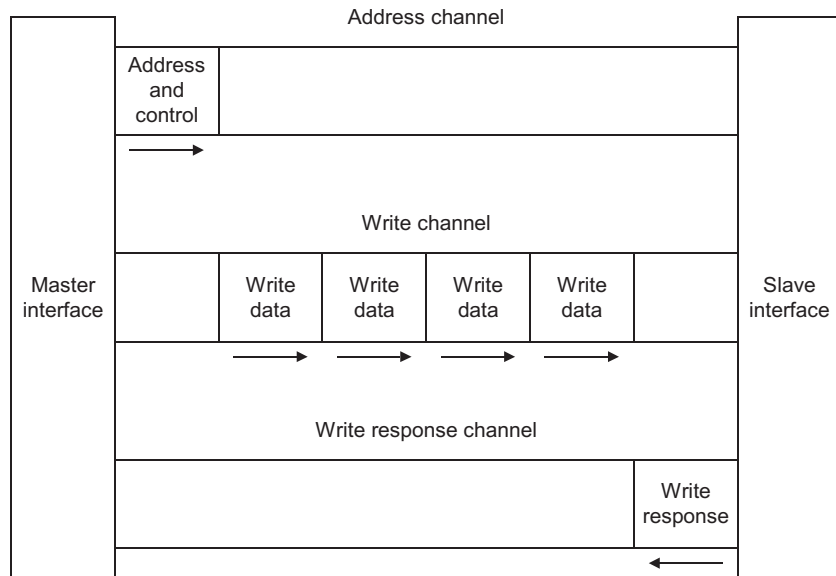 Address channel
Address
and
control
Write channel
Master
interface
Write
data
Write
data
Write
data
Write
data
Slave
interface
Write response channel
Write
response